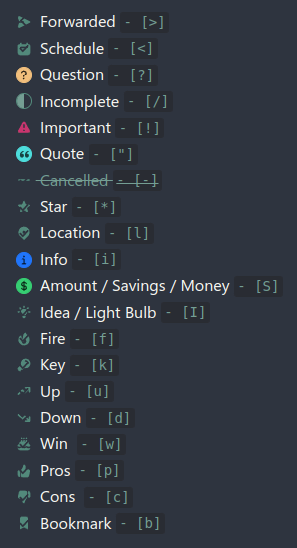 Forwarded - [>]
Schedule - [<]
Question - [?]
Incomplete - [/]
Important - [!]
Quote - ["]
Cancelled - [-]
Star - [*]
Location - [l]
Info - [i]
Amount / Savings / Money - [S]
Idea / Light Bulb - [I]
Fire - [f]
Key - [k]
Up - [u]
Down - [d]
Win - [w]
Pros - [p]
Cons - [c]
Bookmark - [b]